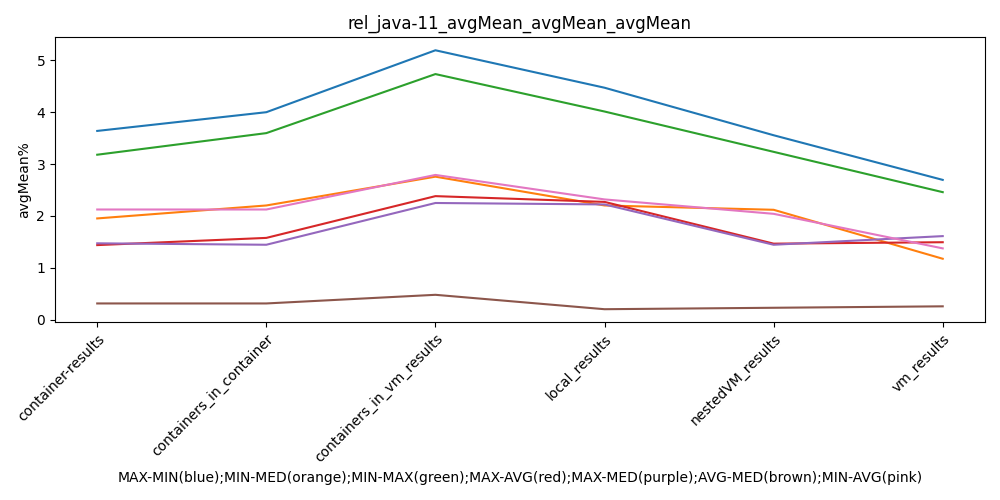 rel_java-11_avgMean_avgMean_avgMean
avgMean%
5
4
3
2
1
0
container-results
containers_in_container
containers_in_vm_results
local_results
nestedVM_results
vm_results
MAX-MIN(blue);MIN-MED(orange);MIN-MAX(green);MAX-AVG(red);MAX-MED(purple);AVG-MED(brown);MIN-AVG(pink)